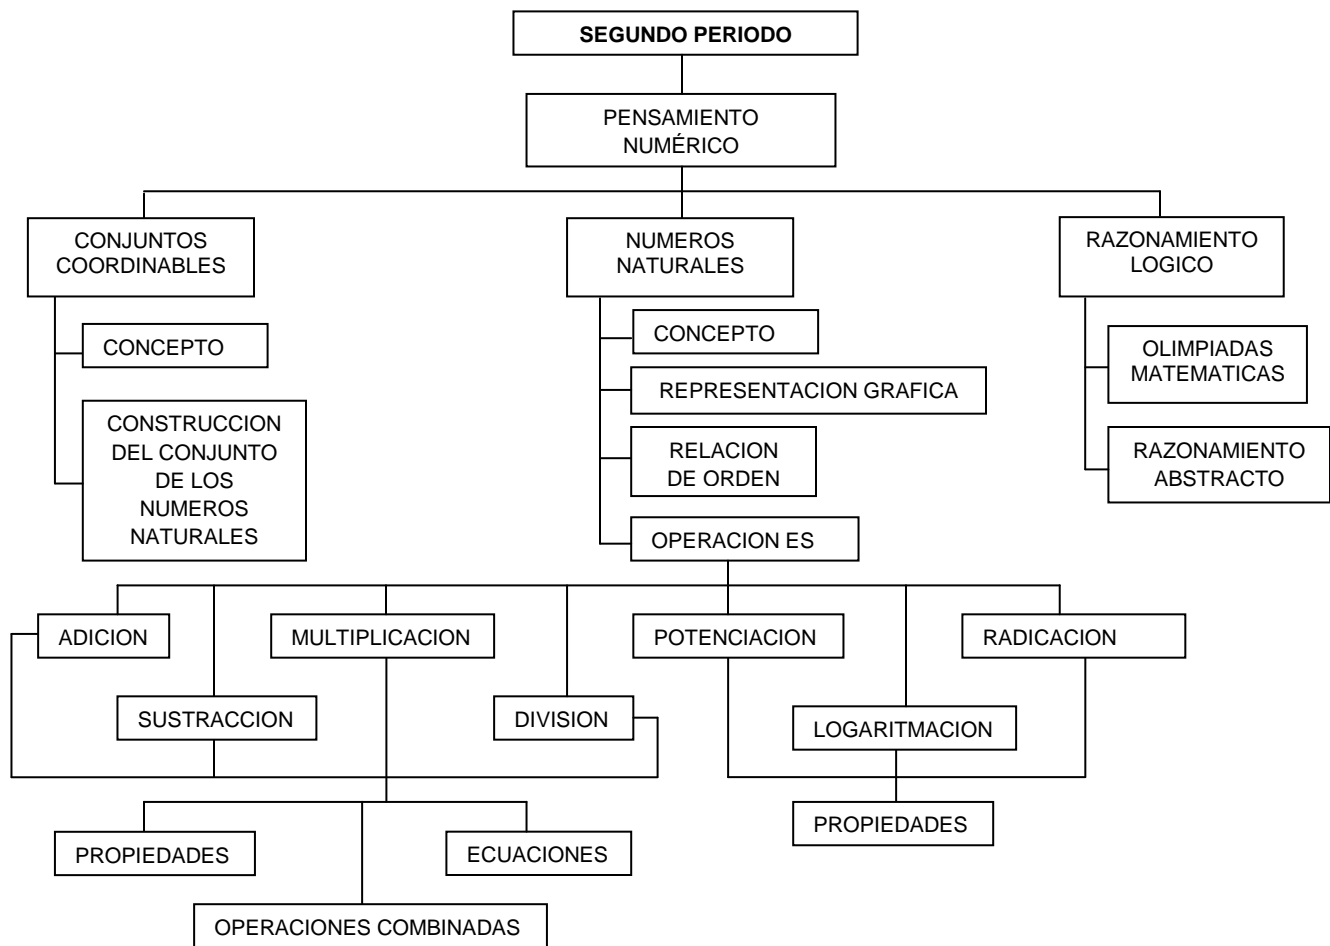 SEGUNDO PERIODO
PENSAMIENTO
NUMÉRICO
CONJUNTOS
COORDINABLES
NUMEROS
NATURALES
RAZONAMIENTO
LOGICO
CONCEPTO
CONSTRUCCION
DEL CONJUNTO
DE LOS
NUMEROS
NATURALES
CONCEPTO
REPRESENTACION GRAFICA
RELACION
DE ORDEN
OPERACION ES
OLIMPIADAS
MATEMATICAS
RAZONAMIENTO
ABSTRACTO
ADICION
MULTIPLICACION
POTENCIACION
RADICACION
SUSTRACCION
DIVISION
LOGARITMACION
PROPIEDADES
ECUACIONES
PROPIEDADES
OPERACIONES COMBINADAS